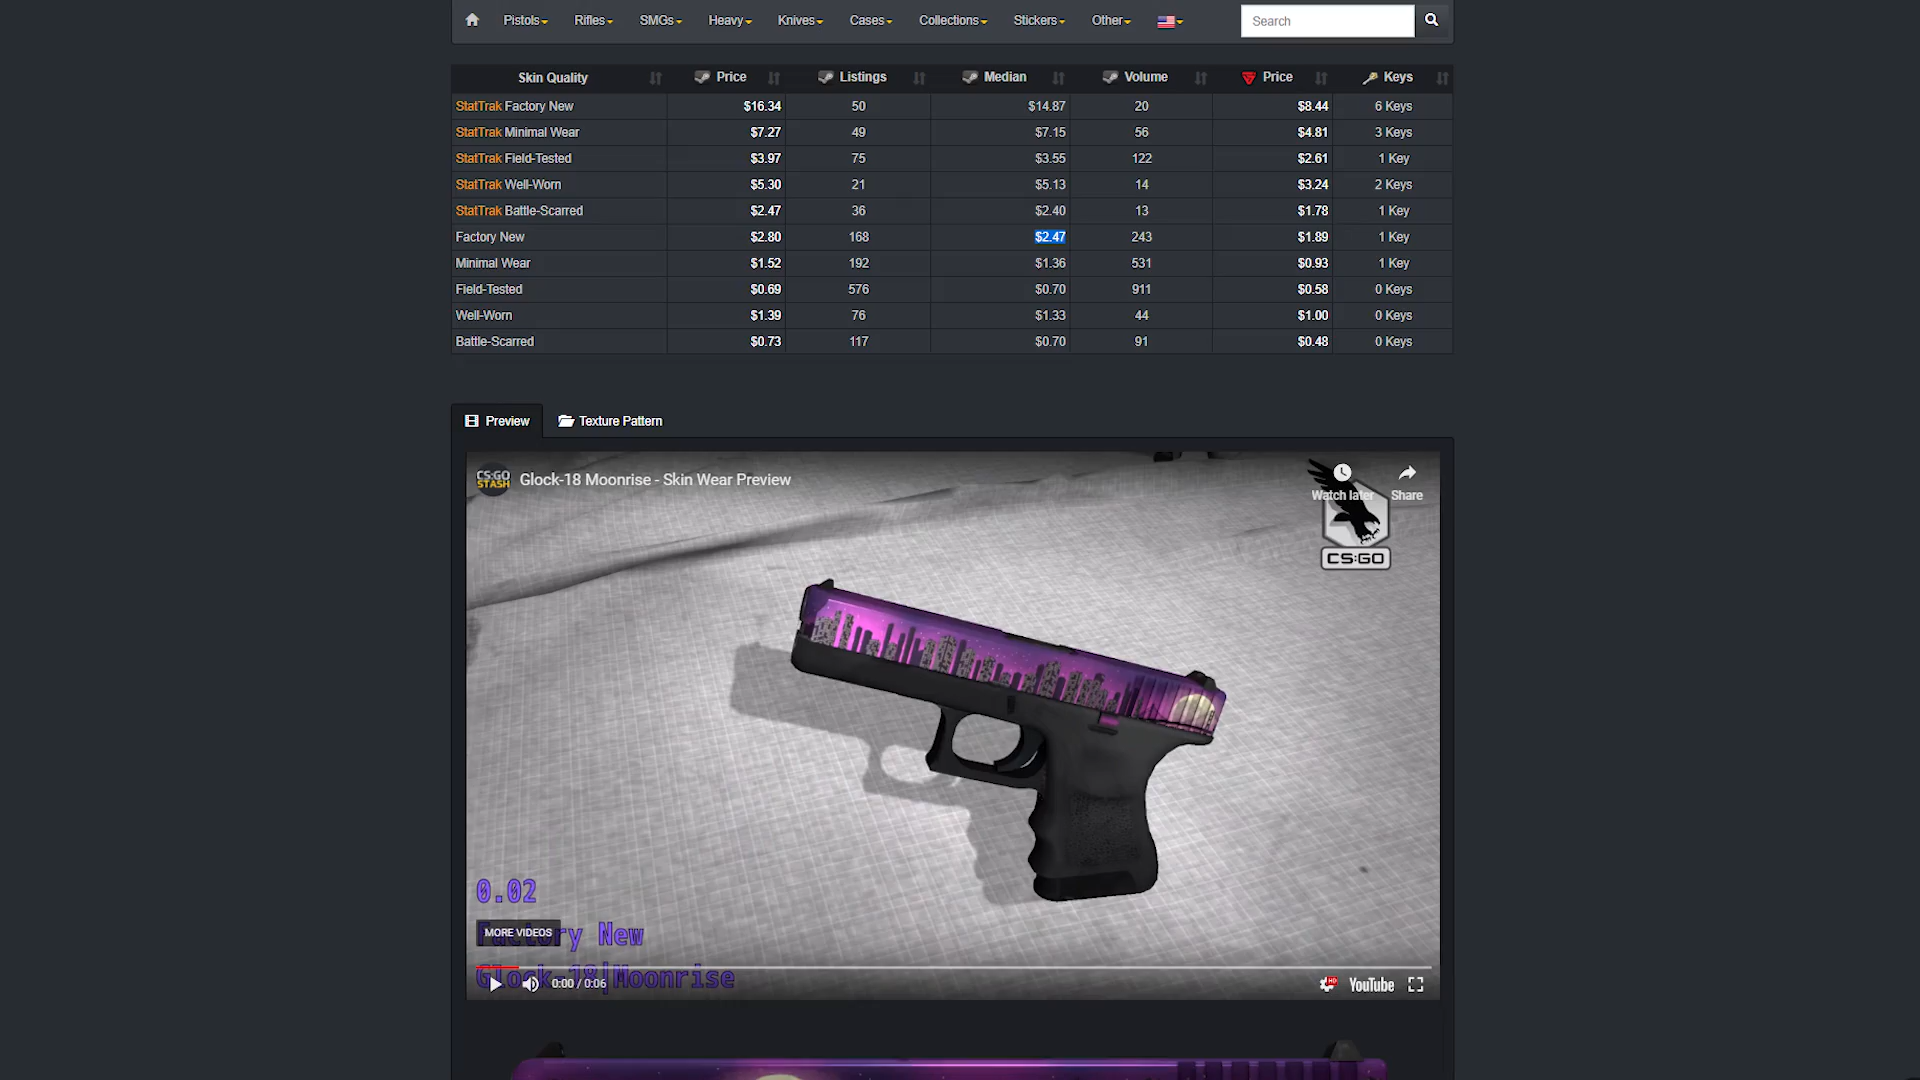 Pistols Rifles SMGs Heavy Knives Cases Collections Stickers Other Search
Skin Quality Price Listings Median Volume Price Keys
StatTrak Factory New $16.34 50 $14.87 20 $8.44 6 Keys
StatTrak Minimal Wear $7.27 49 $7.15 56 $4.81 3 Keys
StatTrak Field-Tested $3.97 75 $3.55 122 $2.61 1 Key
StatTrak Well-Worn $5.30 21 $5.13 14 $3.24 2 Keys
StatTrak Battle-Scarred $2.47 36 $2.40 13 $1.78 1 Key
Factory New $2.80 168 $2.47 243 $1.89 1 Key
Minimal Wear $1.52 192 $1.36 531 $0.93 1 Key
Field-Tested $0.69 576 $0.70 911 $0.58 0 Keys
Well-Worn $1.39 76 $1.33 44 $1.00 0 Keys
Battle-Scarred $0.73 117 $0.70 91 $0.48 0 Keys
Preview Texture Pattern
CS:GO STASH Glock-18 Moonrise - Skin Wear Preview
Watch later Share
CS:GO
0.02
MORE VIDEOS
Factory New
Glock-18|Moonrise
0:00 / 0:06 HD YouTube